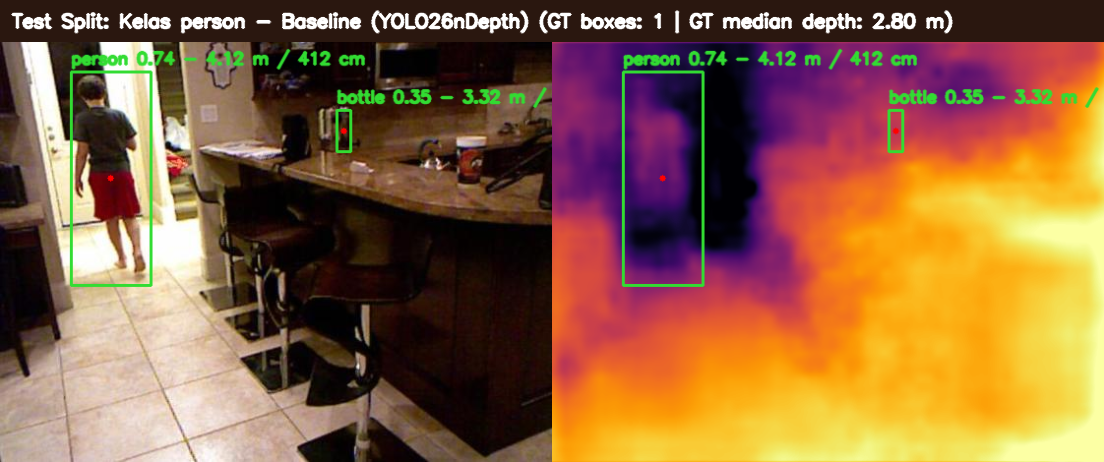 Test Split: Kelas person – Baseline (YOLO26nDepth) (GT boxes: 1 | GT median depth: 2.80 m)
person 0.74 – 4.12 m / 412 cm
bottle 0.35 – 3.32 m /
person 0.74 – 4.12 m / 412 cm
bottle 0.35 – 3.32 m /